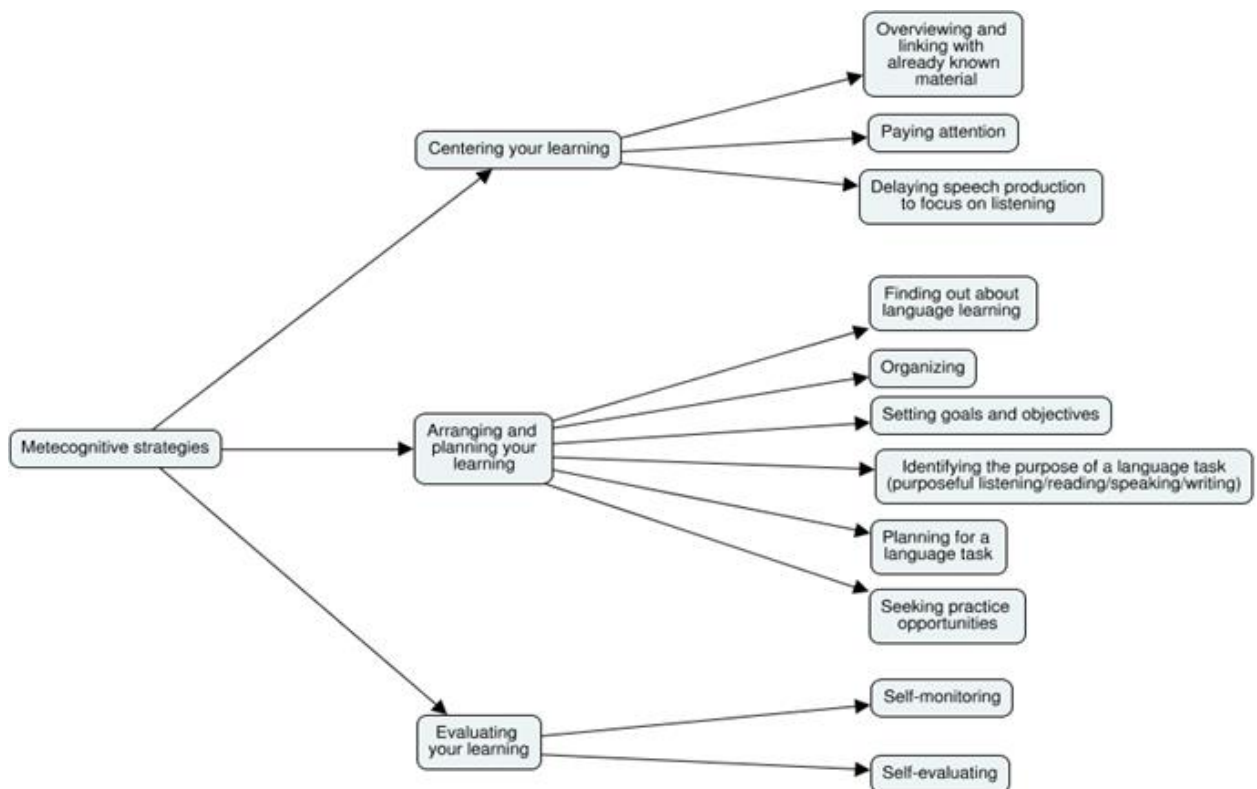 Overviewing and
linking with
already known
material
Paying attention
Centering your learning
Delaying speech production
to focus on listening
Finding out about
language learning
Organizing
Setting goals and objectives
Metecognitive strategies
Arranging and
planning your
learning
Identifying the purpose of a language task
(purposeful listening/reading/speaking/writing)
Planning for a
language task
Seeking practice
opportunities
Self-monitoring
Evaluating
your learning
Self-evaluating